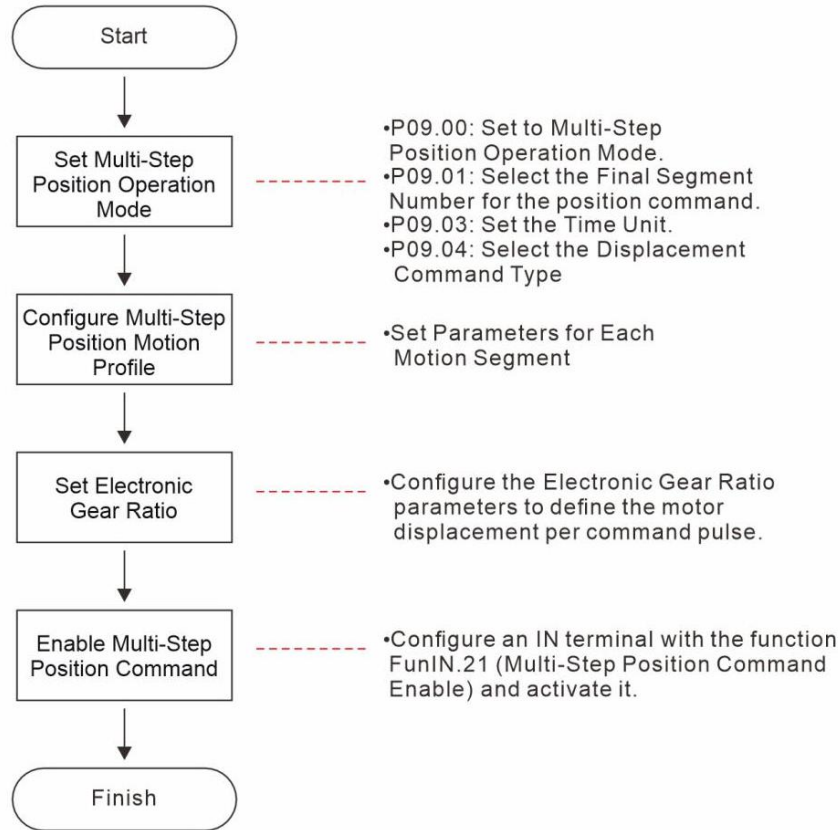 Start
Set Multi-Step
Position Operation
Mode
•P09.00: Set to Multi-Step
Position Operation Mode.
•P09.01: Select the Final Segment
Number for the position command.
•P09.03: Set the Time Unit.
•P09.04: Select the Displacement
Command Type
Configure Multi-Step
Position Motion
Profile
•Set Parameters for Each
Motion Segment
Set Electronic
Gear Ratio
•Configure the Electronic Gear Ratio
parameters to define the motor
displacement per command pulse.
Enable Multi-Step
Position Command
•Configure an IN terminal with the function
FunIN.21 (Multi-Step Position Command
Enable) and activate it.
Finish